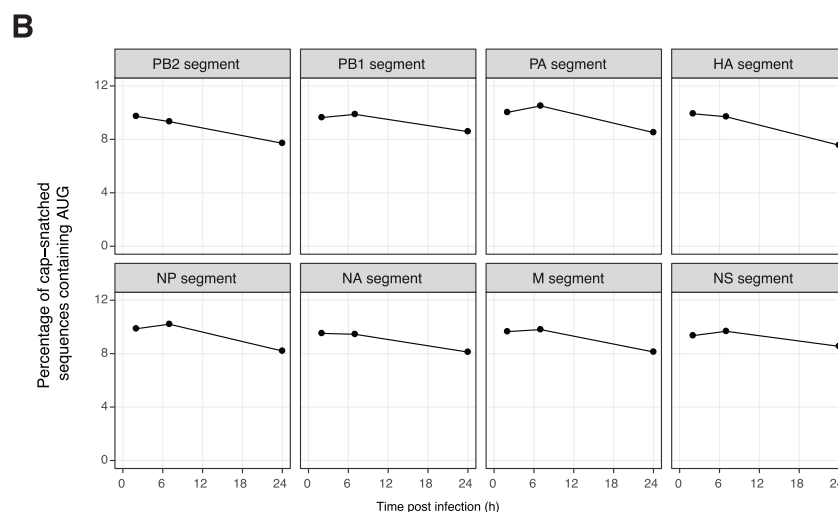 B
PB2 segment PB1 segment PA segment HA segment
12
8
4
0
Percentage of cap–snatched
sequences containing AUG
NP segment NA segment M segment NS segment
12
8
4
0
0 6 12 18 24 0 6 12 18 24 0 6 12 18 24 0 6 12 18
Time post infection (h)